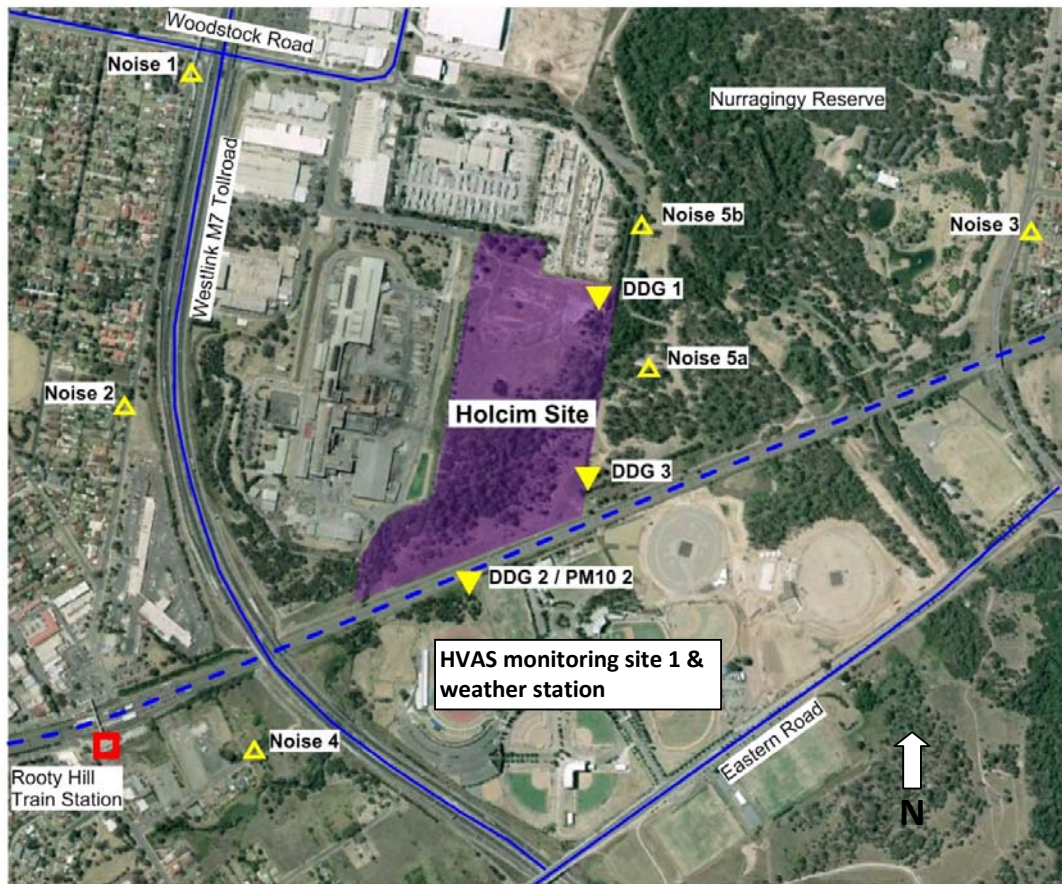 Woodstock Road
Noise 1
Nurragingy Reserve
Westlink M7 Tollroad
Noise 5b
Noise 3
DDG 1
Noise 5a
Noise 2
Holcim Site
DDG 3
DDG 2 / PM10 2
HVAS monitoring site 1 &
weather station
Eastern Road
Noise 4
Rooty Hill
Train Station
N